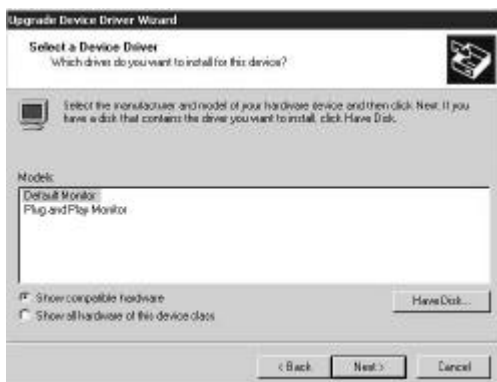 Upgrade Device Driver Wizard
Select a Device Driver
Which driver do you want to install for this device?
Select the manufacturer and model of your hardware device and then click Next. If you
have a disk that contains the driver you want to install, click Have Disk.
Models:
Default Monitor
Plug and Play Monitor
Show compatible hardware
Have Disk...
Show all hardware of this device class
< Back
Next >
Cancel